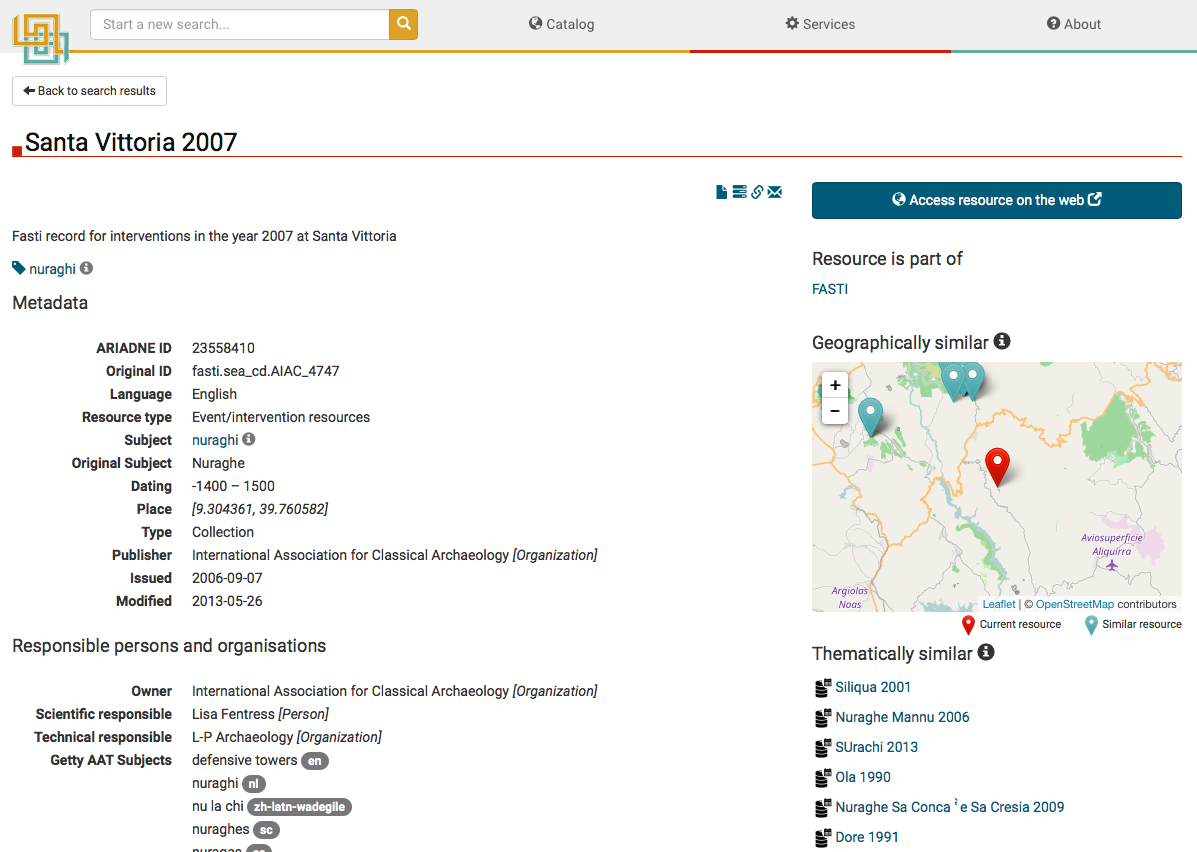 Start a new search...
Catalog
Services
About
Back to search results
Santa Vittoria 2007
Access resource on the web
Fasti record for interventions in the year 2007 at Santa Vittoria
nuraghi
Metadata
ARIADNE ID 23558410
Original ID fasti.sea_cd.AIAC_4747
Language English
Resource type Event/intervention resources
Subject nuraghi
Original Subject Nuraghe
Dating -1400 – 1500
Place [9.304361, 39.760582]
Type Collection
Publisher International Association for Classical Archaeology [Organization]
Issued 2006-09-07
Modified 2013-05-26
Responsible persons and organisations
Owner International Association for Classical Archaeology [Organization]
Scientific responsible Lisa Fentress [Person]
Technical responsible L-P Archaeology [Organization]
Getty AAT Subjects defensive towers en
nuraghi nl
nu la chi zh-latn-wadegile
nuraghes sc
Resource is part of
FASTI
Geographically similar
+
−
Aviosuperficie
Aliquirra
Argiolas
Noas
Leaflet | © OpenStreetMap contributors
Current resource
Similar resource
Thematically similar
Siliqua 2001
Nuraghe Mannu 2006
SUrachi 2013
Ola 1990
Nuraghe Sa Conca e Sa Cresia 2009
Dore 1991